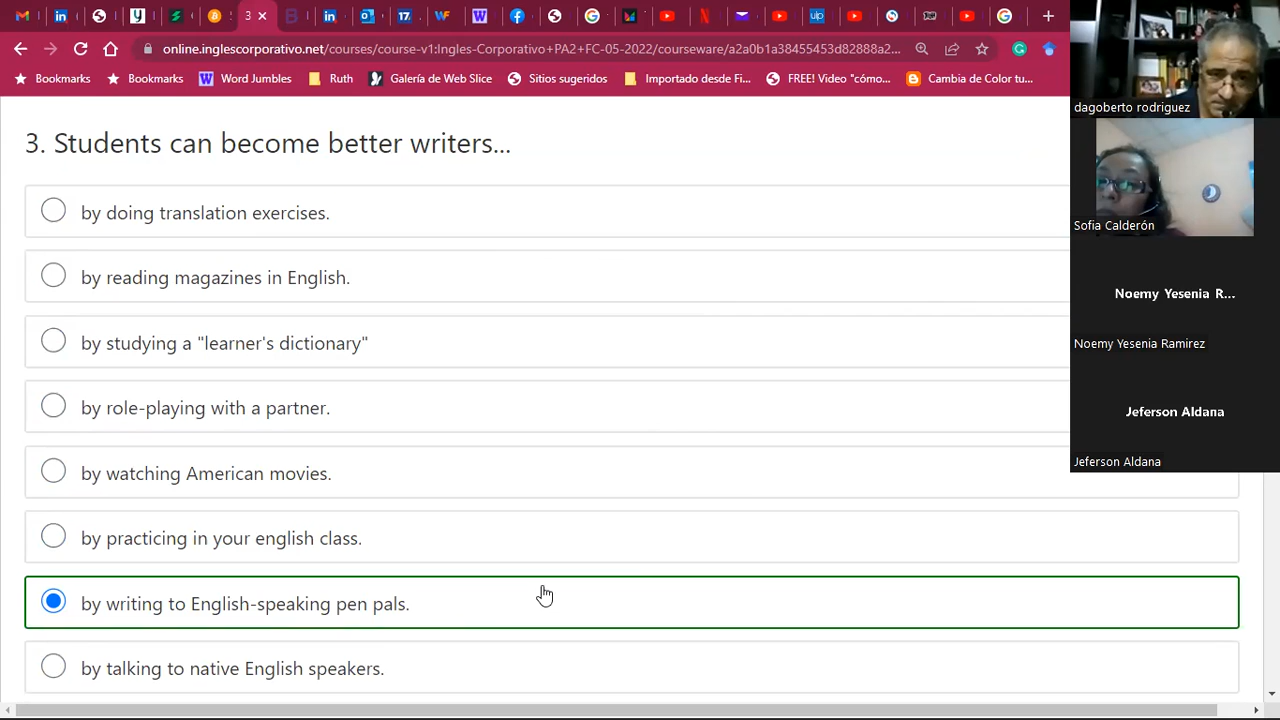 3
17
online.inglescorporativo.net/courses/course-v1:Ingles-Corporativo+PA2+FC-05-2022/courseware/a2a0b1a38455453d82888a2...
Bookmarks
Bookmarks
Word Jumbles
Ruth
Galería de Web Slice
Sitios sugeridos
Importado desde Fi...
FREE! Video "cómo...
Cambia de Color tu...
dagoberto rodriguez
Sofia Calderón
Noemy Yesenia R...
Noemy Yesenia Ramirez
Jeferson Aldana
Jeferson Aldana
3. Students can become better writers...
by doing translation exercises.
by reading magazines in English.
by studying a "learner's dictionary"
by role-playing with a partner.
by watching American movies.
by practicing in your english class.
by writing to English-speaking pen pals.
by talking to native English speakers.